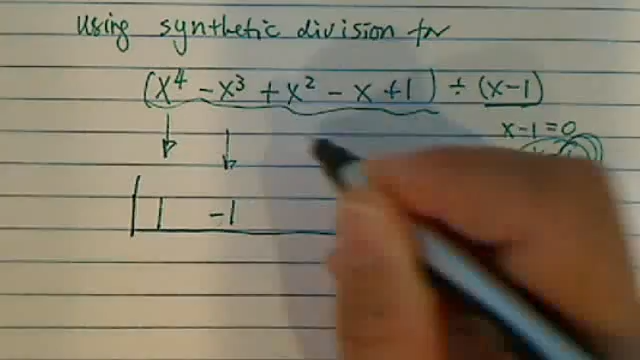 Using synthetic division for
(x⁴ - x³ + x² - x + 1) ÷ (x-1)
x-1=0
1 -1